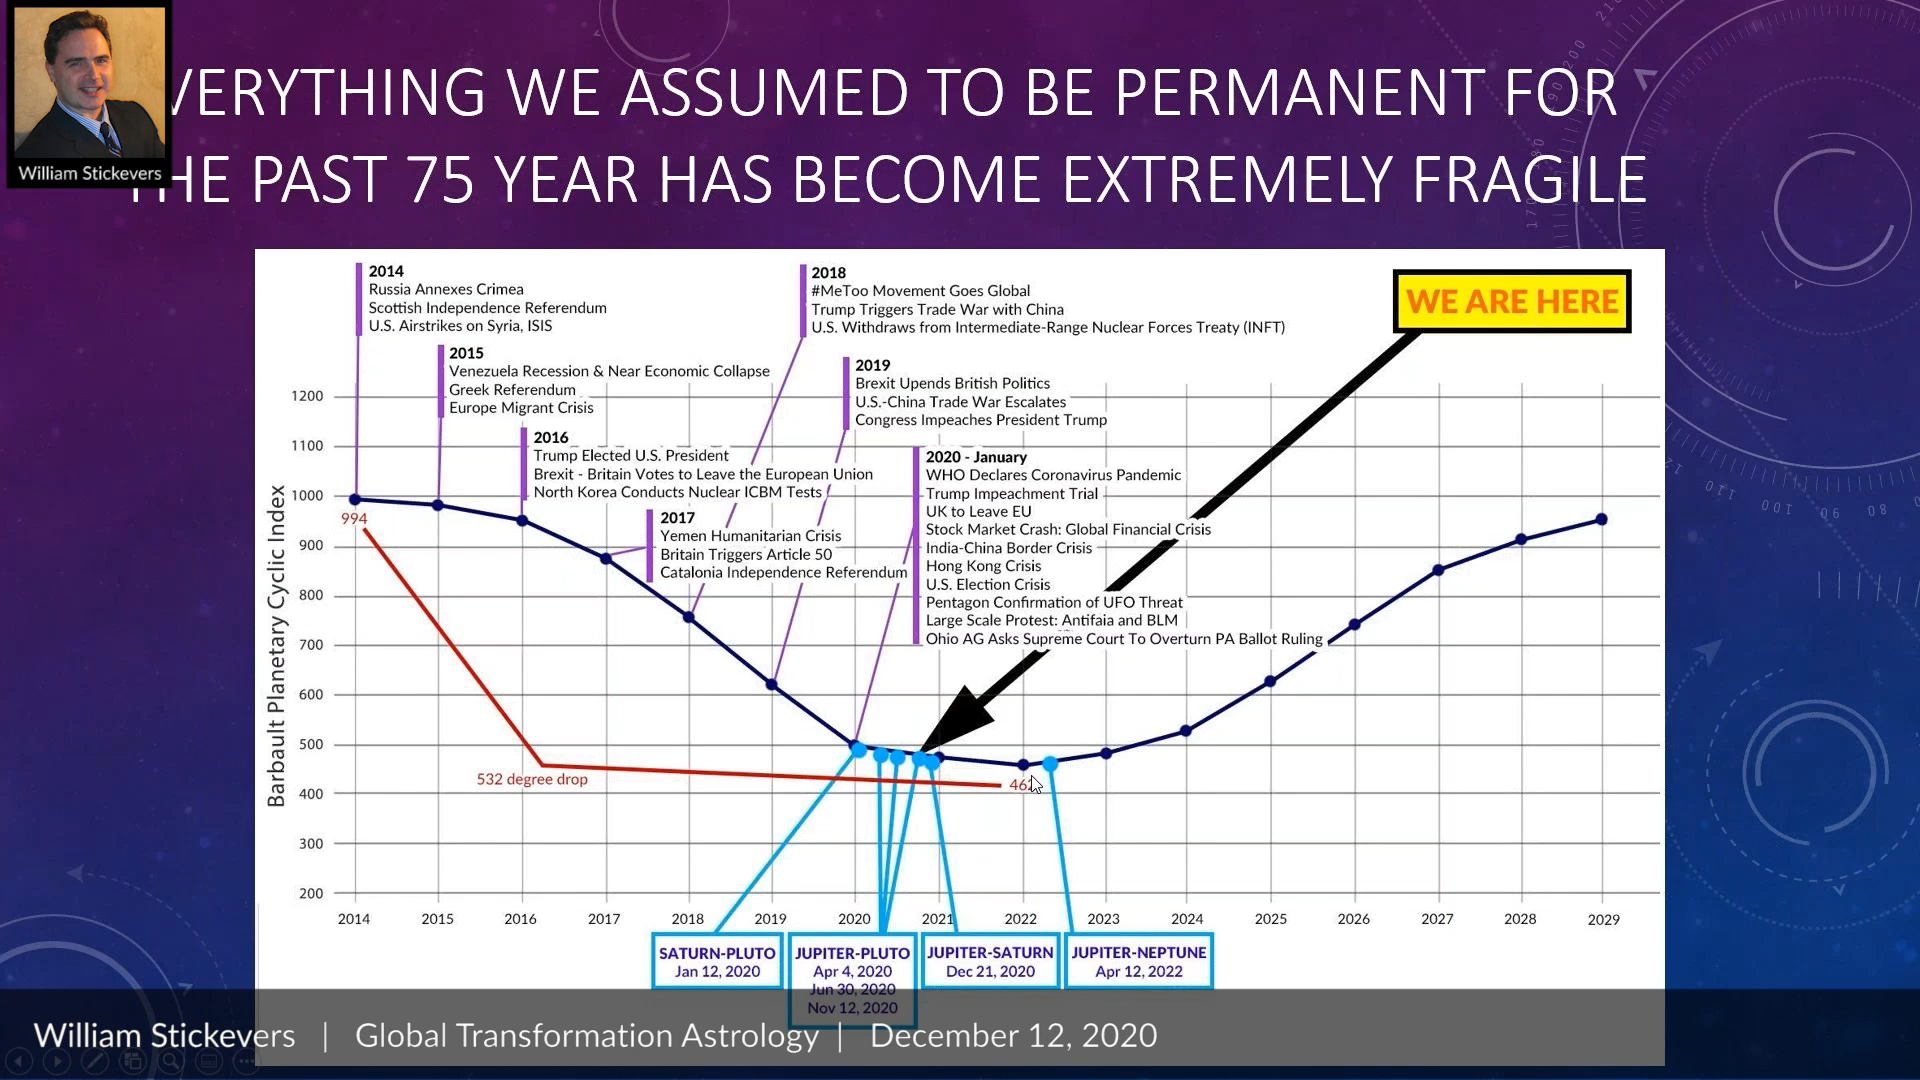 VERYTHING WE ASSUMED TO BE PERMANENT FOR
THE PAST 75 YEAR HAS BECOME EXTREMELY FRAGILE
William Stickevers
2014
Russia Annexes Crimea
Scottish Independence Referendum
U.S. Airstrikes on Syria, ISIS
2015
Venezuela Recession & Near Economic Collapse
Greek Referendum
Europe Migrant Crisis
2016
Trump Elected U.S. President
Brexit - Britain Votes to Leave the European Union
North Korea Conducts Nuclear ICBM Tests
2017
Yemen Humanitarian Crisis
Britain Triggers Article 50
Catalonia Independence Referendum
2018
#MeToo Movement Goes Global
Trump Triggers Trade War with China
U.S. Withdraws from Intermediate-Range Nuclear Forces Treaty (INFT)
2019
Brexit Upends British Politics
U.S.-China Trade War Escalates
Congress Impeaches President Trump
2020 - January
WHO Declares Coronavirus Pandemic
Trump Impeachment Trial
UK to Leave EU
Stock Market Crash: Global Financial Crisis
India-China Border Crisis
Hong Kong Crisis
U.S. Election Crisis
Pentagon Confirmation of UFO Threat
Large Scale Protest: Antifaia and BLM
Ohio AG Asks Supreme Court To Overturn PA Ballot Ruling
WE ARE HERE
Barbault Planetary Cyclic Index
1200
1100
1000
900
800
700
600
500
400
300
200
994
532 degree drop
2014 2015 2016 2017 2018 2019 2020 2021 2022 2023 2024 2025 2026 2027 2028 2029
SATURN-PLUTO
Jan 12, 2020
JUPITER-PLUTO
Apr 4, 2020
Jun 30, 2020
Nov 12, 2020
JUPITER-SATURN
Dec 21, 2020
JUPITER-NEPTUNE
Apr 12, 2022
William Stickevers | Global Transformation Astrology | December 12, 2020